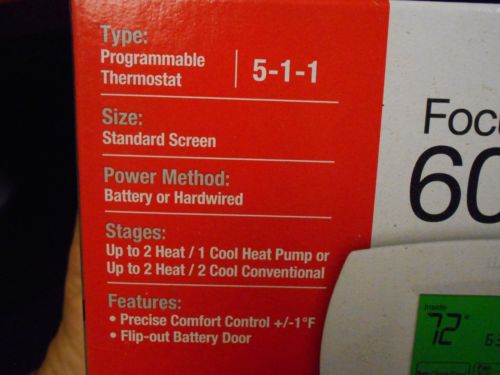 Type:
Programmable
Thermostat
5-1-1
Size:
Standard Screen
Power Method:
Battery or Hardwired
Stages:
Up to 2 Heat / 1 Cool Heat Pump or
Up to 2 Heat / 2 Cool Conventional
Features:
• Precise Comfort Control +/-1°F
• Flip-out Battery Door
Focu
60
Inside
72°